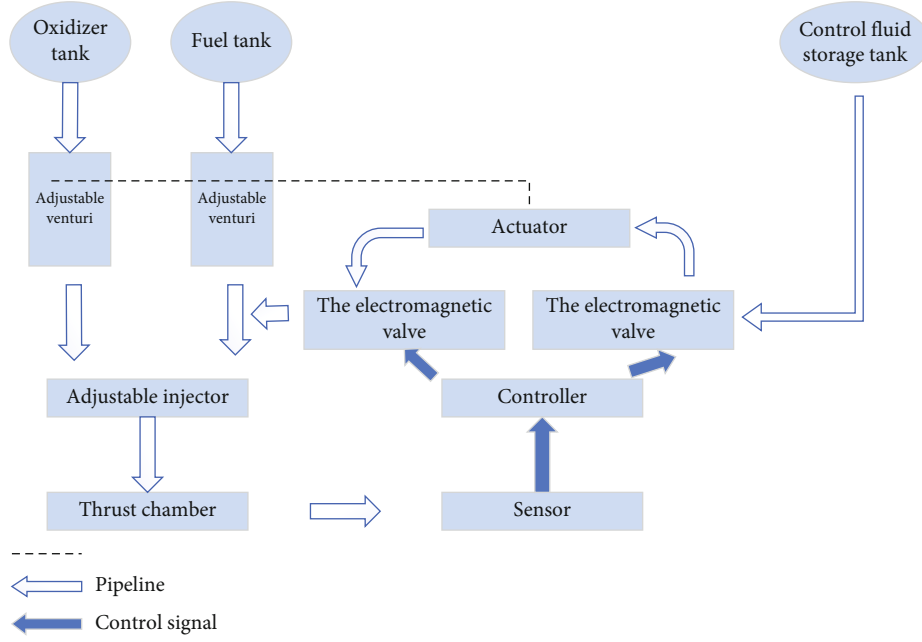 Oxidizer
tank
Fuel tank
Control fluid
storage tank
Adjustable
venturi
Adjustable
venturi
Actuator
The electromagnetic
valve
The electromagnetic
valve
Adjustable injector
Controller
Thrust chamber
Sensor
Pipeline
Control signal